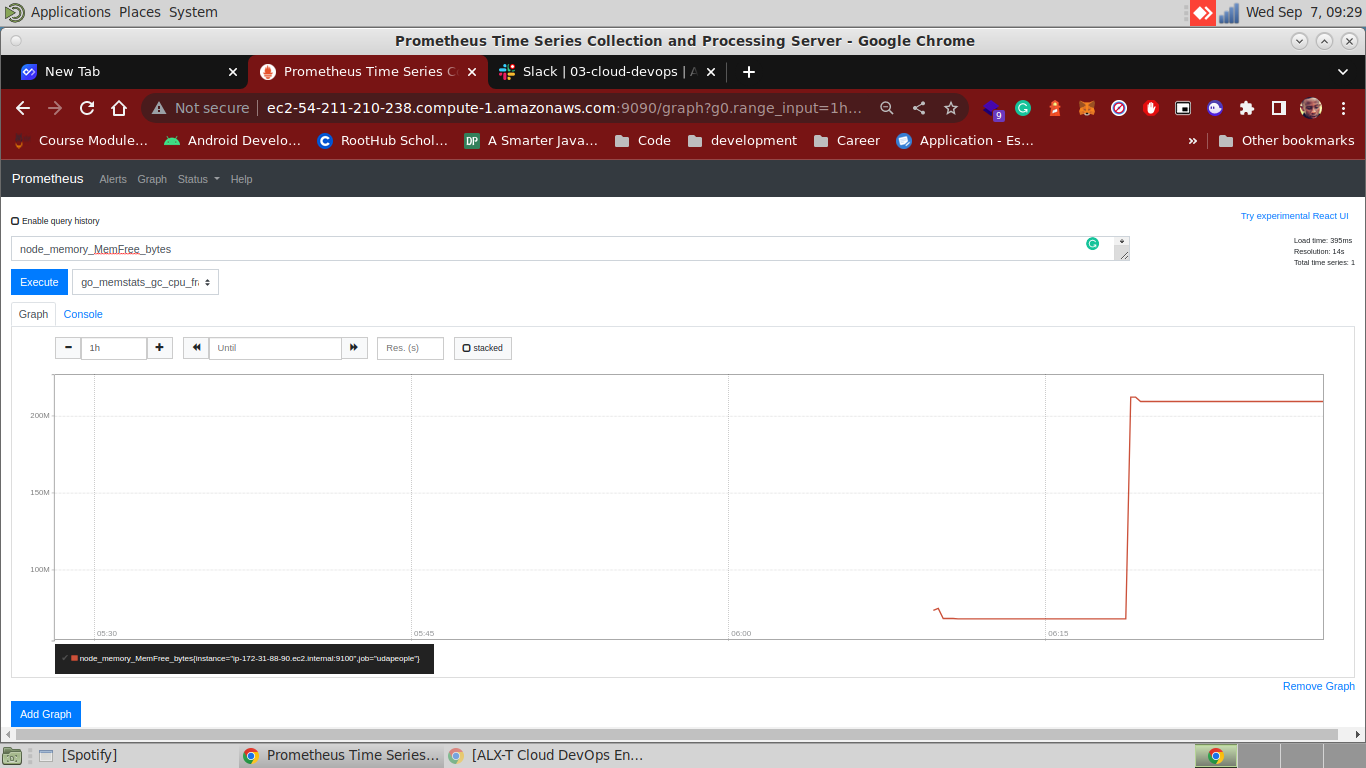 Applications Places System
Wed Sep 7, 09:29
Prometheus Time Series Collection and Processing Server - Google Chrome
New Tab
Prometheus Time Series C
Slack | 03-cloud-devops | A
Not secure ec2-54-211-210-238.compute-1.amazonaws.com:9090/graph?g0.range_input=1h...
9
Course Module...
Android Develo...
RootHub Schol...
DP A Smarter Java...
Code
development
Career
Application - Es...
»
Other bookmarks
Prometheus Alerts Graph Status Help
Enable query history
Try experimental React UI
node_memory_MemFree_bytes
Load time: 395ms
Resolution: 14s
Total time series: 1
Execute
go_memstats_gc_cpu_fra
Graph Console
1h
Until
Res. (s)
stacked
200M
150M
100M
05:30 05:45 06:00 06:15
✓ node_memory_MemFree_bytes{instance="ip-172-31-88-90.ec2.internal:9100",job="udapeople"}
Remove Graph
Add Graph
[Spotify]
Prometheus Time Series...
[ALX-T Cloud DevOps En...